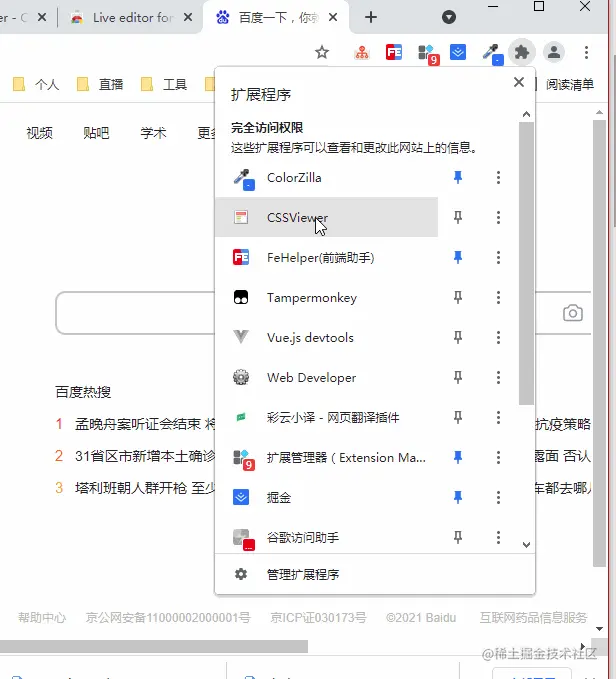 er - C
Live editor for
百度一下，你就
个人
直播
工具
阅读清单
视频
贴吧
学术
更多
扩展程序
完全访问权限
这些扩展程序可以查看和更改此网站上的信息。
ColorZilla
CSSViewer
FeHelper(前端助手)
Tampermonkey
Vue.js devtools
Web Developer
彩云小译 - 网页翻译插件
扩展管理器（Extension Ma...
9
掘金
谷歌访问助手
管理扩展程序
百度热搜
1 孟晚舟案听证会结束 将
抗疫策略
2 31省区市新增本土确诊
露面 否认
3 塔利班朝人群开枪 至少
车都去哪
帮助中心
京公网安备11000002000001号
京ICP证030173号
©2021 Baidu
互联网药品信息服务
@稀土掘金技术社区